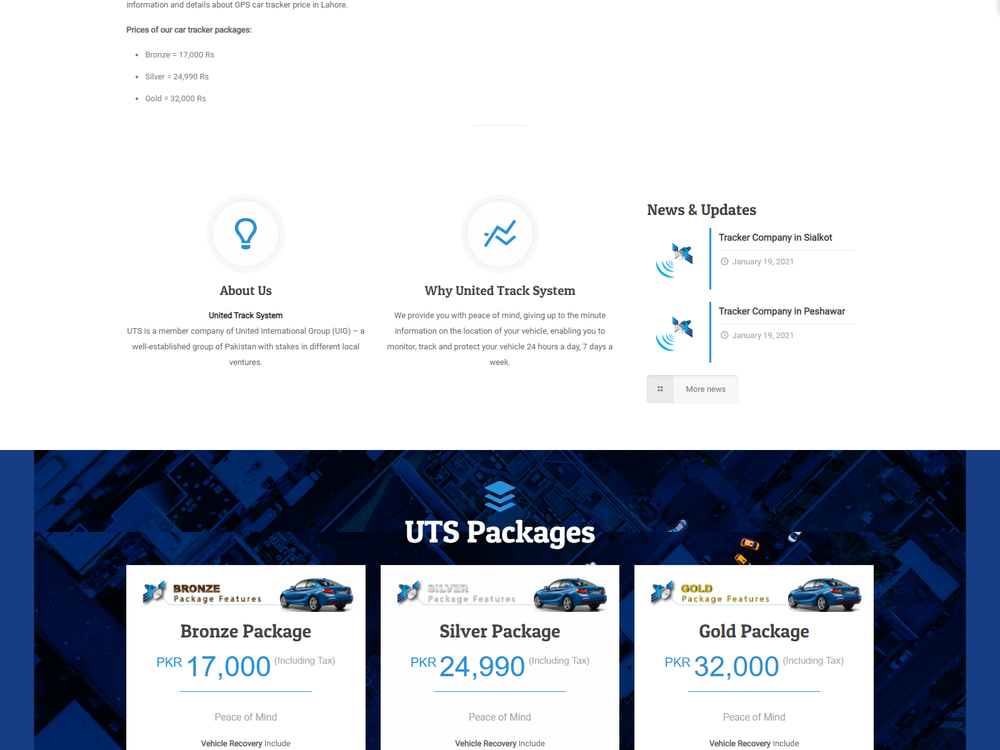 information and details about GPS car tracker price in Lahore.
Prices of our car tracker packages:
Bronze = 17,000 Rs
Silver = 24,990 Rs
Gold = 32,000 Rs
About Us
United Track System
UTS is a member company of United International Group (UIG) – a
well-established group of Pakistan with stakes in different local
ventures.
Why United Track System
We provide you with peace of mind, giving up to the minute
information on the location of your vehicle, enabling you to
monitor, track and protect your vehicle 24 hours a day, 7 days a
week.
News & Updates
Tracker Company in Sialkot
January 19, 2021
Tracker Company in Peshawar
January 19, 2021
More news
UTS Packages
BRONZE
Package Features
Bronze Package
PKR 17,000 (Including Tax)
Peace of Mind
Vehicle Recovery Include
SILVER
Package Features
Silver Package
PKR 24,990 (Including Tax)
Peace of Mind
Vehicle Recovery Include
GOLD
Package Features
Gold Package
PKR 32,000 (Including Tax)
Peace of Mind
Vehicle Recovery Include